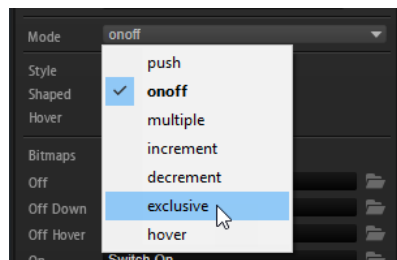 Mode onoff
push
Style
onoff
Shaped
multiple
Hover
increment
Bitmaps
decrement
Off
exclusive
Off Down
hover
Off Hover
On Switch On